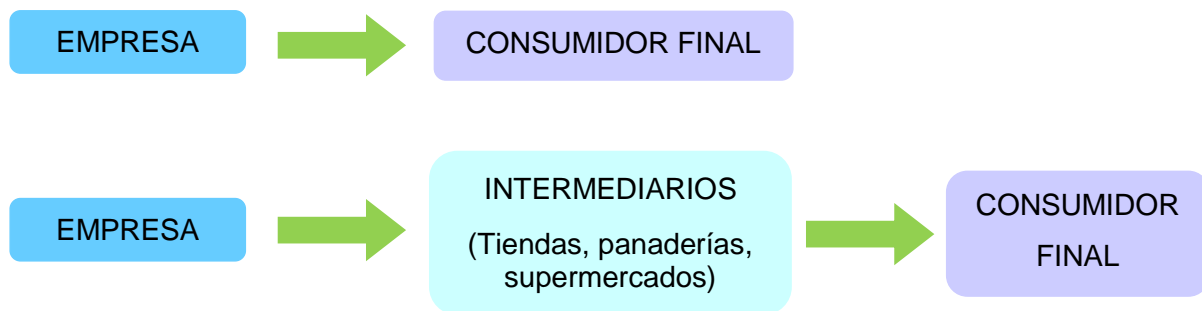 EMPRESA
CONSUMIDOR FINAL
EMPRESA
INTERMEDIARIOS
(Tiendas, panaderías,
supermercados)
CONSUMIDOR
FINAL